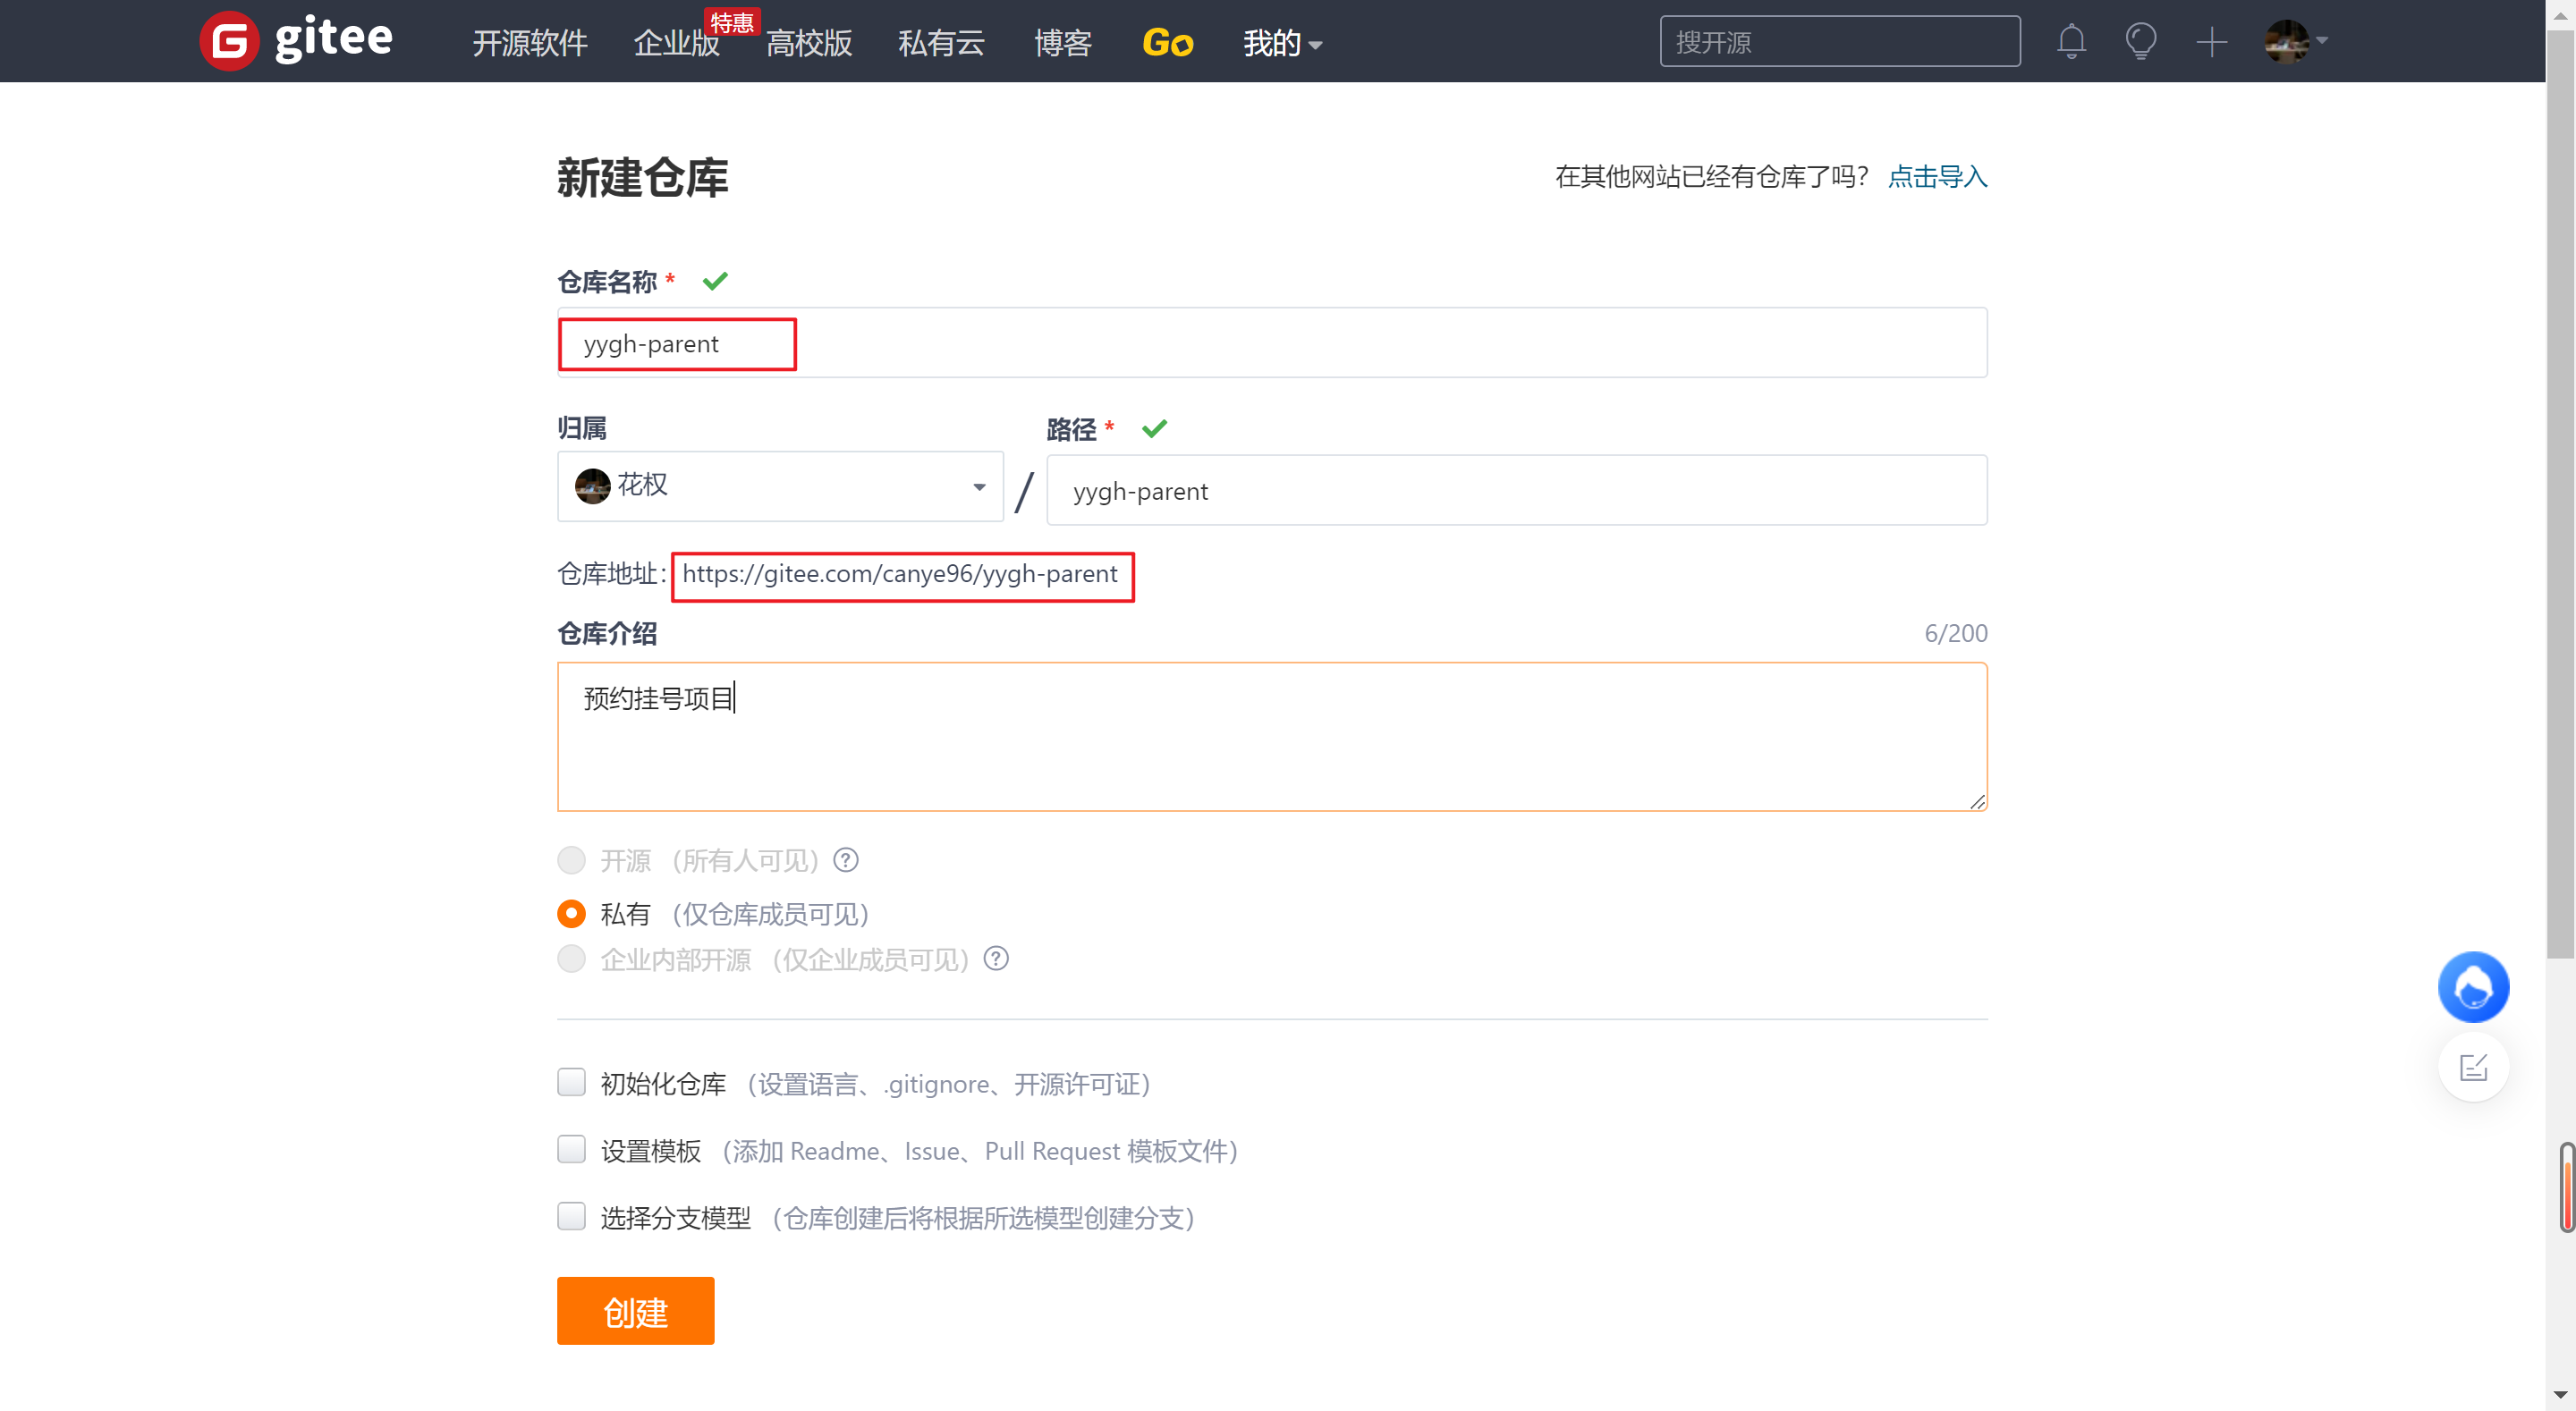 gitee 开源软件 企业版 特惠 高校版 私有云 博客 Go 我的 搜开源
新建仓库 在其他网站已经有仓库了吗? 点击导入
仓库名称 *
yygh-parent
归属 路径 *
花权 / yygh-parent
仓库地址：https://gitee.com/canye96/yygh-parent
仓库介绍 6/200
预约挂号项目
开源 （所有人可见） ?
私有 （仅仓库成员可见）
企业内部开源 （仅企业成员可见） ?
初始化仓库 （设置语言、.gitignore、开源许可证）
设置模板 （添加 Readme、Issue、Pull Request 模板文件）
选择分支模型 （仓库创建后将根据所选模型创建分支）
创建